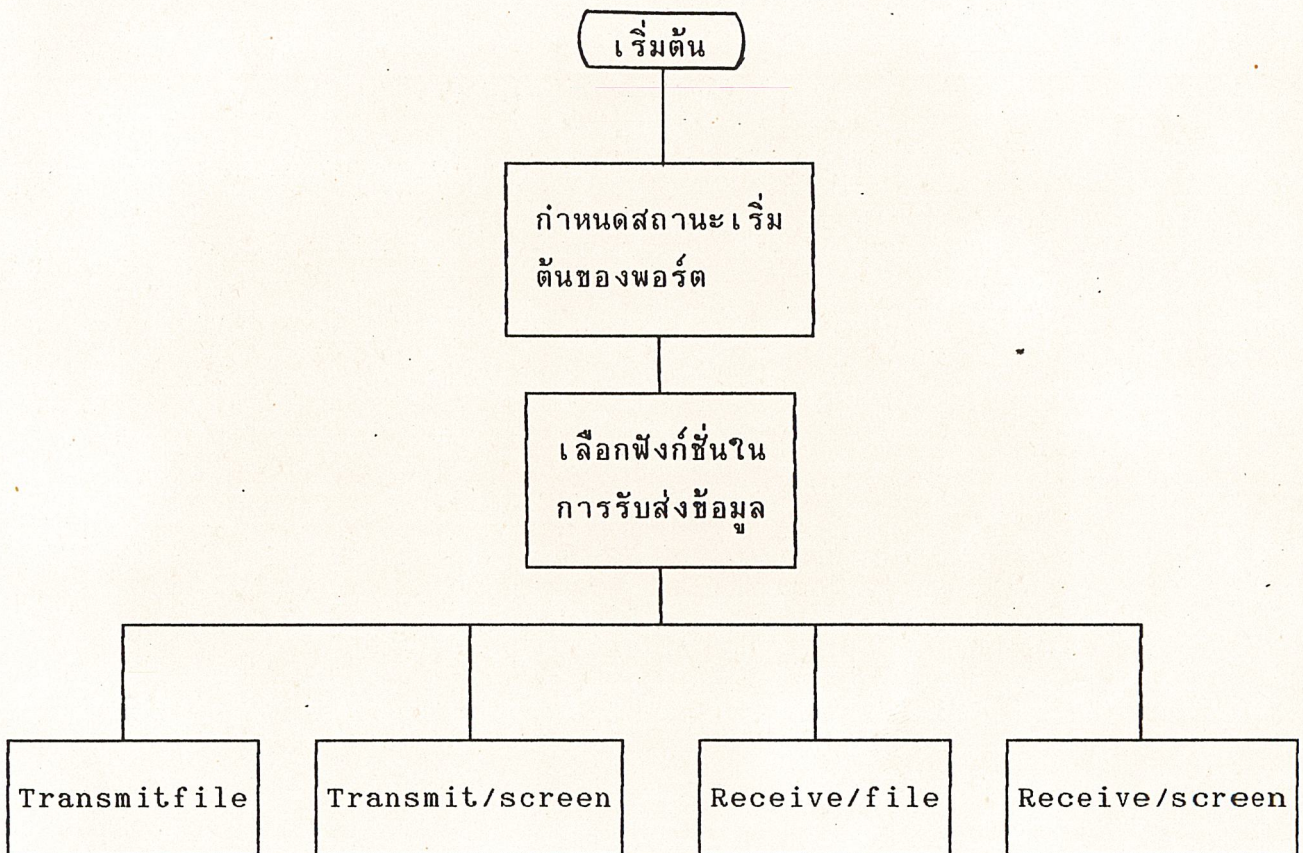 เริ่มต้น
กำหนดสถานะเริ่ม
ต้นของพอร์ต
เลือกฟังก์ชั่นใน
การรับส่งข้อมูล
Transmitfile
Transmit/screen
Receive/file
Receive/screen